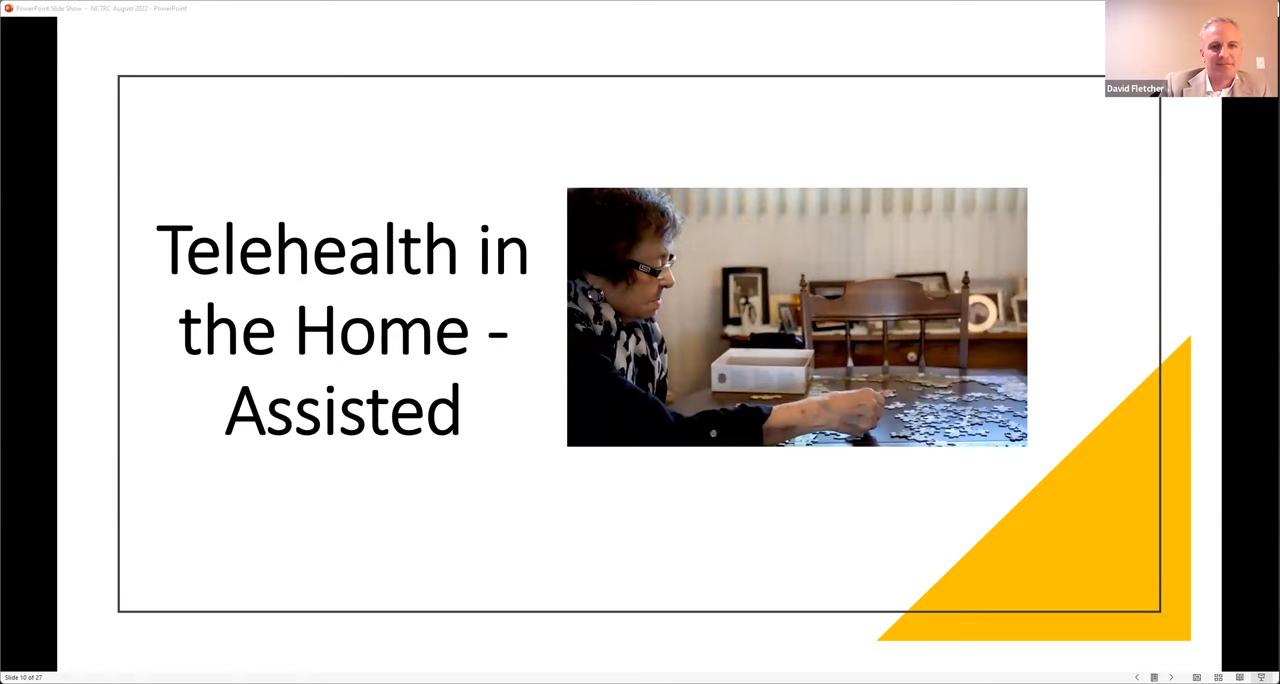 PowerPoint Slide Show - NCTRC August 2022 - PowerPoint
David Fletcher
Telehealth in
the Home -
Assisted
Slide 10 of 27